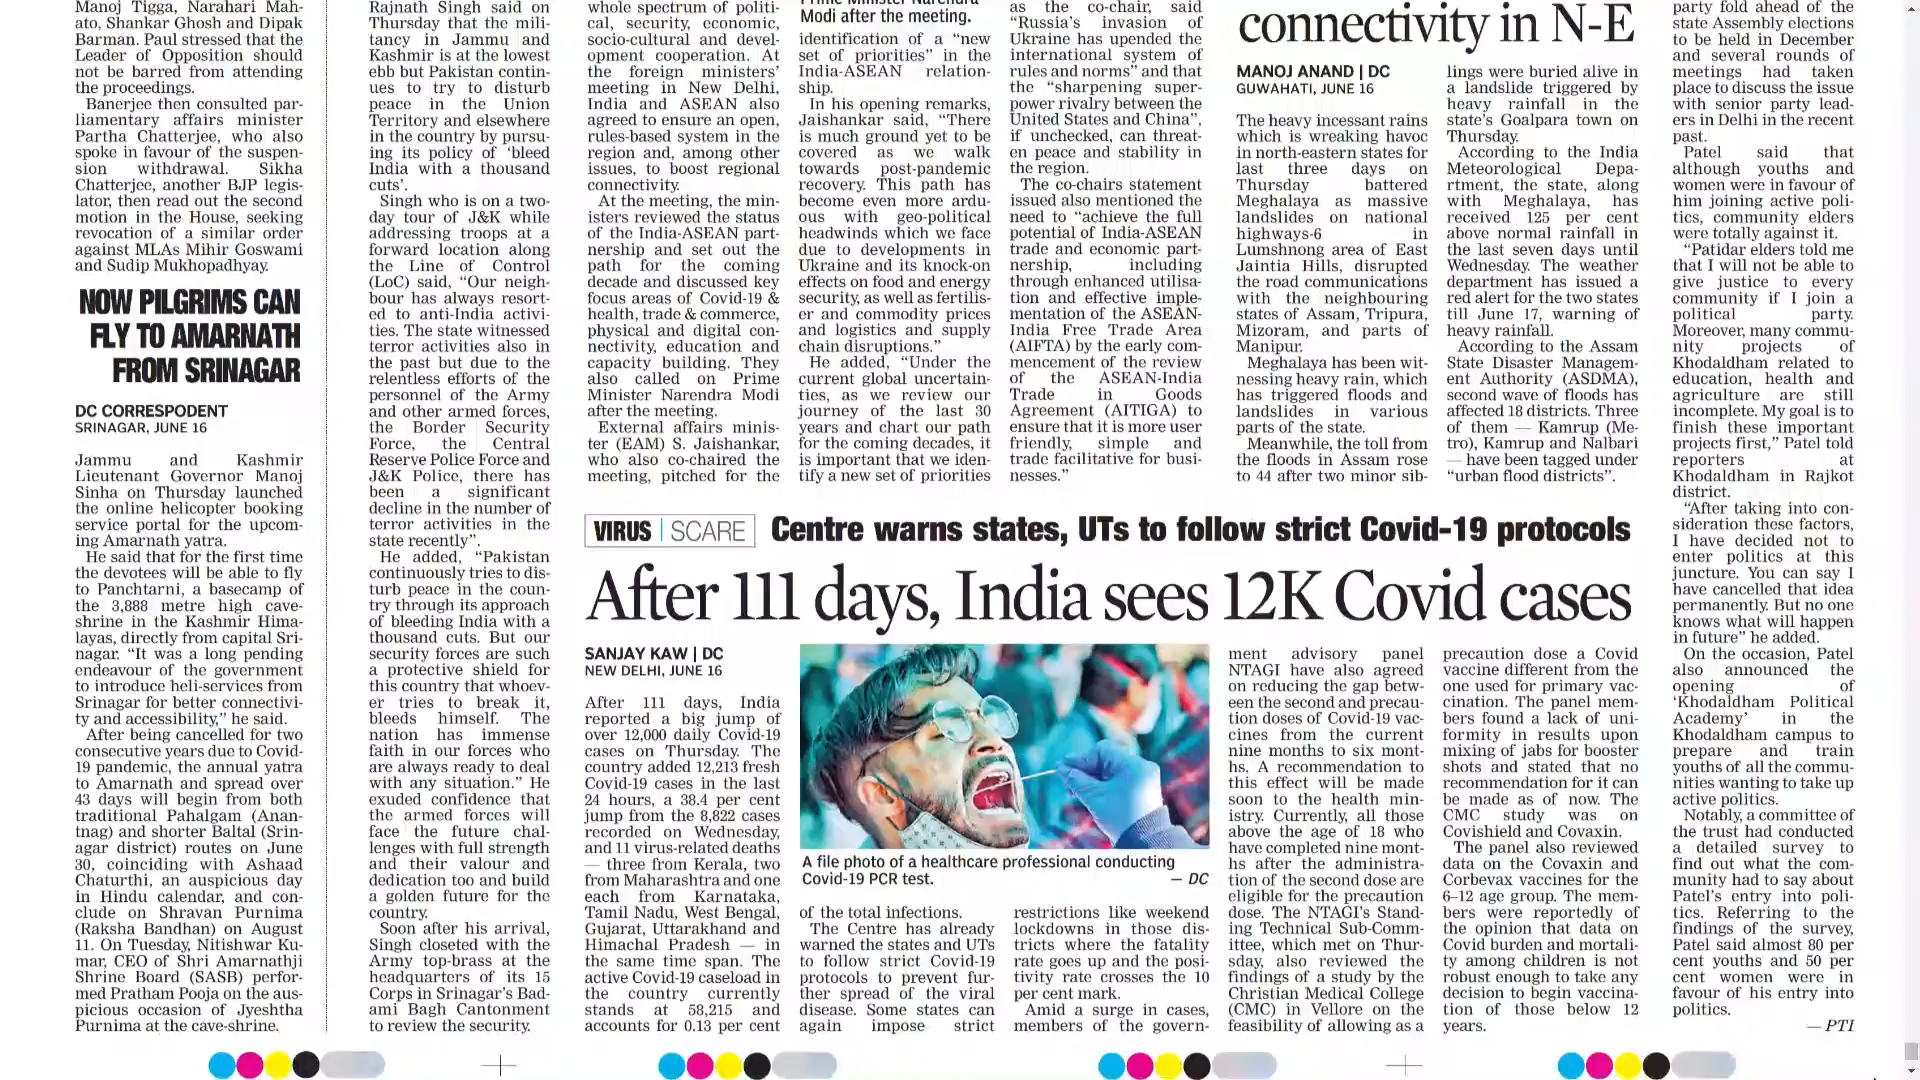 Manoj Tigga, Narahari Mah-
ato, Shankar Ghosh and Dipak
Barman. Paul stressed that the
Leader of Opposition should
not be barred from attending
the proceedings.
Banerjee then consulted par-
liamentary affairs minister
Partha Chatterjee, who also
spoke in favour of the suspen-
sion withdrawal. Sikha
Chatterjee, another BJP legis-
lator, then read out the second
motion in the House, seeking
revocation of a similar order
against MLAs Mihir Goswami
and Sudip Mukhopadhyay.
NOW PILGRIMS CAN
FLY TO AMARNATH
FROM SRINAGAR
DC CORRESPODENT
SRINAGAR, JUNE 16
Jammu and Kashmir
Lieutenant Governor Manoj
Sinha on Thursday launched
the online helicopter booking
service portal for the upcom-
ing Amarnath yatra.
He said that for the first time
the devotees will be able to fly
to Panchtarni, a basecamp of
the 3,888 metre high cave-
shrine in the Kashmir Hima-
layas, directly from capital Sri-
nagar. “It was a long pending
endeavour of the government
to introduce heli-services from
Srinagar for better connectivi-
ty and accessibility,” he said.
After being cancelled for two
consecutive years due to Covid-
19 pandemic, the annual yatra
to Amarnath and spread over
43 days will begin from both
traditional Pahalgam (Anan-
tnag) and shorter Baltal (Srin-
agar district) routes on June
30, coinciding with Ashaad
Chaturthi, an auspicious day
in Hindu calendar, and con-
clude on Shravan Purnima
(Raksha Bandhan) on August
11. On Tuesday, Nitishwar Ku-
mar, CEO of Shri Amarnathji
Shrine Board (SASB) perfor-
med Pratham Pooja on the aus-
picious occasion of Jyeshtha
Purnima at the cave-shrine.
Rajnath Singh said on
Thursday that the mili-
tancy in Jammu and
Kashmir is at the lowest
ebb but Pakistan contin-
ues to try to disturb
peace in the Union
Territory and elsewhere
in the country by pursu-
ing its policy of ‘bleed
India with a thousand
cuts’.
Singh who is on a two-
day tour of J&K while
addressing troops at a
forward location along
the Line of Control
(LoC) said, “Our neigh-
bour has always resort-
ed to anti-India activi-
ties. The state witnessed
terror activities also in
the past but due to the
relentless efforts of the
personnel of the Army
and other armed forces,
the Border Security
Force, the Central
Reserve Police Force and
J&K Police, there has
been a significant
decline in the number of
terror activities in the
state recently”.
He added, “Pakistan
continuously tries to dis-
turb peace in the coun-
try through its approach
of bleeding India with a
thousand cuts. But our
security forces are such
a protective shield for
this country that whoev-
er tries to break it,
bleeds himself. The
nation has immense
faith in our forces who
are always ready to deal
with any situation.” He
exuded confidence that
the armed forces will
face the future chal-
lenges with full strength
and their valour and
dedication too and build
a golden future for the
country.
Soon after his arrival,
Singh closeted with the
Army top-brass at the
headquarters of its 15
Corps in Srinagar’s Bad-
ami Bagh Cantonment
to review the security.
whole spectrum of politi-
cal, security, economic,
socio-cultural and devel-
opment cooperation. At
the foreign ministers’
meeting in New Delhi,
India and ASEAN also
agreed to ensure an open,
rules-based system in the
region and, among other
issues, to boost regional
connectivity.
At the meeting, the min-
isters reviewed the status
of the India-ASEAN part-
nership and set out the
path for the coming
decade and discussed key
focus areas of Covid-19 &
health, trade & commerce,
physical and digital con-
nectivity, education and
capacity building. They
also called on Prime
Minister Narendra Modi
after the meeting.
External affairs minis-
ter (EAM) S. Jaishankar,
who also co-chaired the
meeting, pitched for the
Prime Minister Narendra
Modi after the meeting.
identification of a “new
set of priorities” in the
India-ASEAN relation-
ship.
In his opening remarks,
Jaishankar said, “There
is much ground yet to be
covered as we walk
towards post-pandemic
recovery. This path has
become even more ardu-
ous with geo-political
headwinds which we face
due to developments in
Ukraine and its knock-on
effects on food and energy
security, as well as fertilis-
er and commodity prices
and logistics and supply
chain disruptions.”
He added, “Under the
current global uncertain-
ties, as we review our
journey of the last 30
years and chart our path
for the coming decades, it
is important that we iden-
tify a new set of priorities
as the co-chair, said
“Russia’s invasion of
Ukraine has upended the
international system of
rules and norms” and that
the “sharpening super-
power rivalry between the
United States and China”,
if unchecked, can threat-
en peace and stability in
the region.
The co-chairs statement
issued also mentioned the
need to “achieve the full
potential of India-ASEAN
trade and economic part-
nership, including
through enhanced utilisa-
tion and effective imple-
mentation of the ASEAN-
India Free Trade Area
(AIFTA) by the early com-
mencement of the review
of the ASEAN-India
Trade in Goods
Agreement (AITIGA) to
ensure that it is more user
friendly, simple and
trade facilitative for busi-
nesses.”
connectivity in N-E
MANOJ ANAND | DC
GUWAHATI, JUNE 16
The heavy incessant rains
which is wreaking havoc
in north-eastern states for
last three days on
Thursday battered
Meghalaya as massive
landslides on national
highways-6 in
Lumshnong area of East
Jaintia Hills, disrupted
the road communications
with the neighbouring
states of Assam, Tripura,
Mizoram, and parts of
Manipur.
Meghalaya has been wit-
nessing heavy rain, which
has triggered floods and
landslides in various
parts of the state.
Meanwhile, the toll from
the floods in Assam rose
to 44 after two minor sib-
lings were buried alive in
a landslide triggered by
heavy rainfall in the
state’s Goalpara town on
Thursday.
According to the India
Meteorological Depa-
rtment, the state, along
with Meghalaya, has
received 125 per cent
above normal rainfall in
the last seven days until
Wednesday. The weather
department has issued a
red alert for the two states
till June 17, warning of
heavy rainfall.
According to the Assam
State Disaster Managem-
ent Authority (ASDMA),
second wave of floods has
affected 18 districts. Three
of them — Kamrup (Me-
tro), Kamrup and Nalbari
— have been tagged under
“urban flood districts”.
VIRUS | SCARE Centre warns states, UTs to follow strict Covid-19 protocols
After 111 days, India sees 12K Covid cases
SANJAY KAW | DC
NEW DELHI, JUNE 16
After 111 days, India
reported a big jump of
over 12,000 daily Covid-19
cases on Thursday. The
country added 12,213 fresh
Covid-19 cases in the last
24 hours, a 38.4 per cent
jump from the 8,822 cases
recorded on Wednesday,
and 11 virus-related deaths
— three from Kerala, two
from Maharashtra and one
each from Karnataka,
Tamil Nadu, West Bengal,
Gujarat, Uttarakhand and
Himachal Pradesh — in
the same time span. The
active Covid-19 caseload in
the country currently
stands at 58,215 and
accounts for 0.13 per cent
A file photo of a healthcare professional conducting
Covid-19 PCR test. — DC
of the total infections.
The Centre has already
warned the states and UTs
to follow strict Covid-19
protocols to prevent fur-
ther spread of the viral
disease. Some states can
again impose strict
restrictions like weekend
lockdowns in those dis-
tricts where the fatality
rate goes up and the posi-
tivity rate crosses the 10
per cent mark.
Amid a surge in cases,
members of the govern-
ment advisory panel
NTAGI have also agreed
on reducing the gap betw-
een the second and precau-
tion doses of Covid-19 vac-
cines from the current
nine months to six mont-
hs. A recommendation to
this effect will be made
soon to the health min-
istry. Currently, all those
above the age of 18 who
have completed nine mont-
hs after the administra-
tion of the second dose are
eligible for the precaution
dose. The NTAGI’s Stand-
ing Technical Sub-Comm-
ittee, which met on Thur-
sday, also reviewed the
findings of a study by the
Christian Medical College
(CMC) in Vellore on the
feasibility of allowing as a
precaution dose a Covid
vaccine different from the
one used for primary vac-
cination. The panel mem-
bers found a lack of uni-
formity in results upon
mixing of jabs for booster
shots and stated that no
recommendation for it can
be made as of now. The
CMC study was on
Covishield and Covaxin.
The panel also reviewed
data on the Covaxin and
Corbevax vaccines for the
6–12 age group. The mem-
bers were reportedly of
the opinion that data on
Covid burden and mortali-
ty among children is not
robust enough to take any
decision to begin vaccina-
tion of those below 12
years.
party fold ahead of the
state Assembly elections
to be held in December
and several rounds of
meetings had taken
place to discuss the issue
with senior party lead-
ers in Delhi in the recent
past.
Patel said that
although youths and
women were in favour of
him joining active poli-
tics, community elders
were totally against it.
“Patidar elders told me
that I will not be able to
give justice to every
community if I join a
political party.
Moreover, many commu-
nity projects of
Khodaldham related to
education, health and
agriculture are still
incomplete. My goal is to
finish these important
projects first,” Patel told
reporters at
Khodaldham in Rajkot
district.
“After taking into con-
sideration these factors,
I have decided not to
enter politics at this
juncture. You can say I
have cancelled that idea
permanently. But no one
knows what will happen
in future” he added.
On the occasion, Patel
also announced the
opening of
‘Khodaldham Political
Academy’ in the
Khodaldham campus to
prepare and train
youths of all the commu-
nities wanting to take up
active politics.
Notably, a committee of
the trust had conducted
a detailed survey to
find out what the com-
munity had to say about
Patel’s entry into poli-
tics. Referring to the
findings of the survey,
Patel said almost 80 per
cent youths and 50 per
cent women were in
favour of his entry into
politics.
— PTI